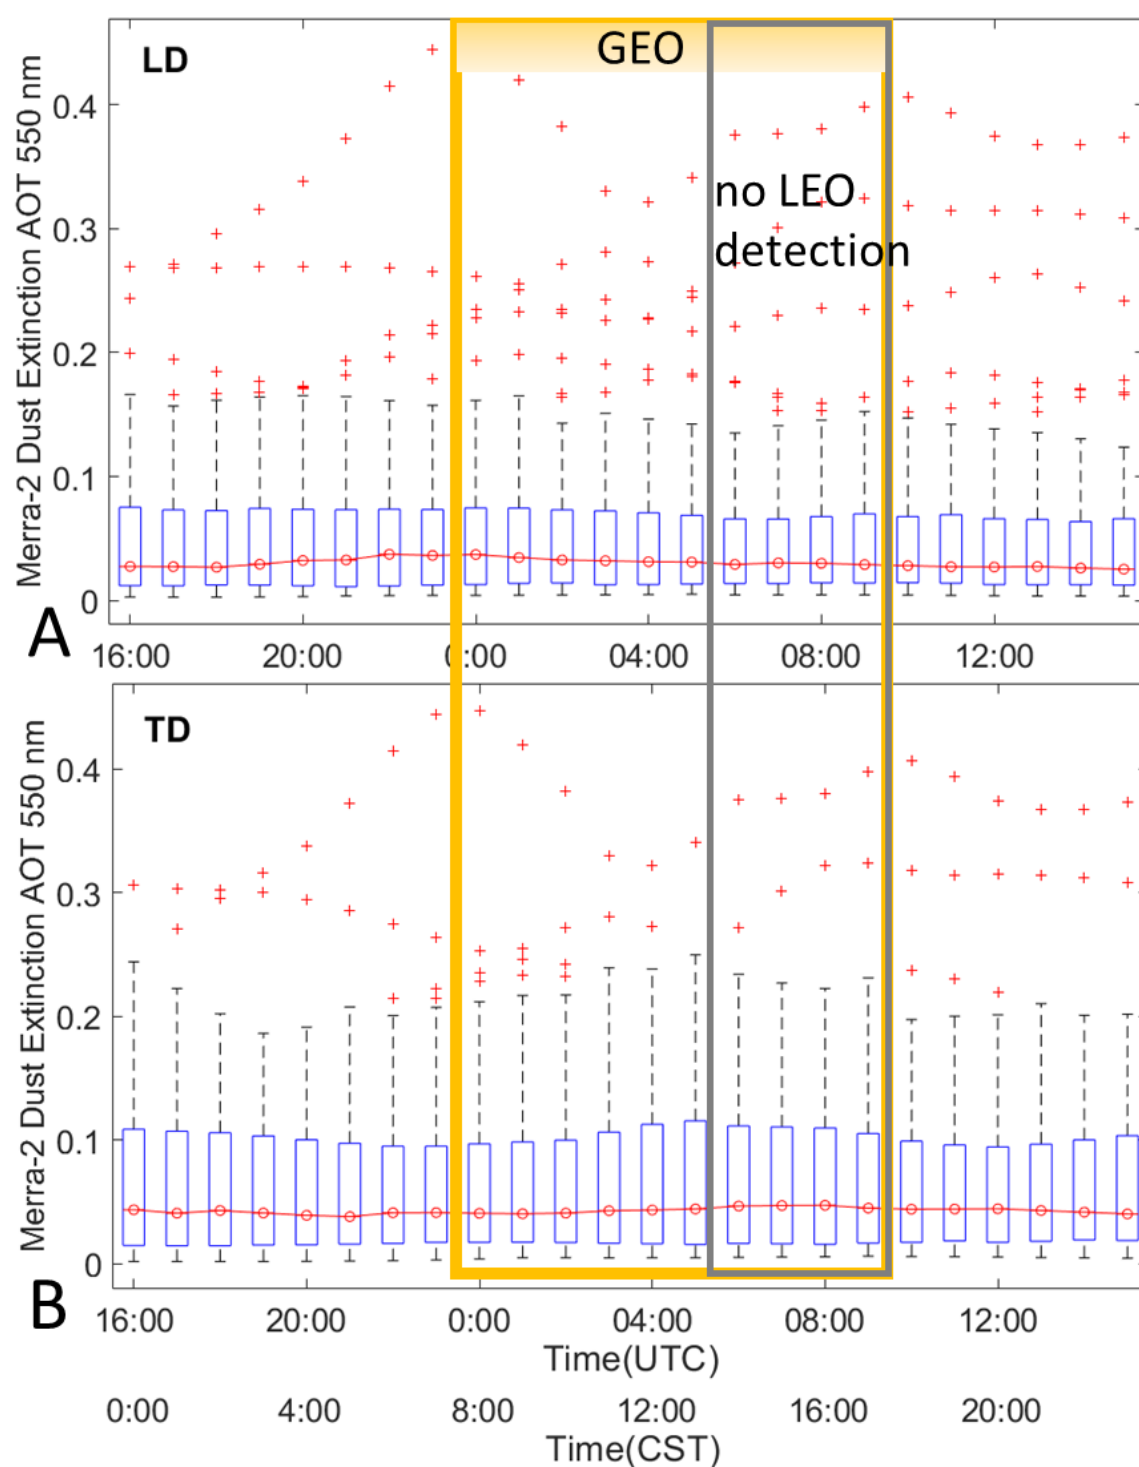 GEO
LD
no LEO
detection
Merra-2 Dust Extinction AOT 550 nm
0.4
0.3
0.2
0.1
0
A
16:00 20:00 0:00 04:00 08:00 12:00
TD
Merra-2 Dust Extinction AOT 550 nm
0.4
0.3
0.2
0.1
0
B
16:00 20:00 0:00 04:00 08:00 12:00
Time(UTC)
0:00 4:00 8:00 12:00 16:00 20:00
Time(CST)